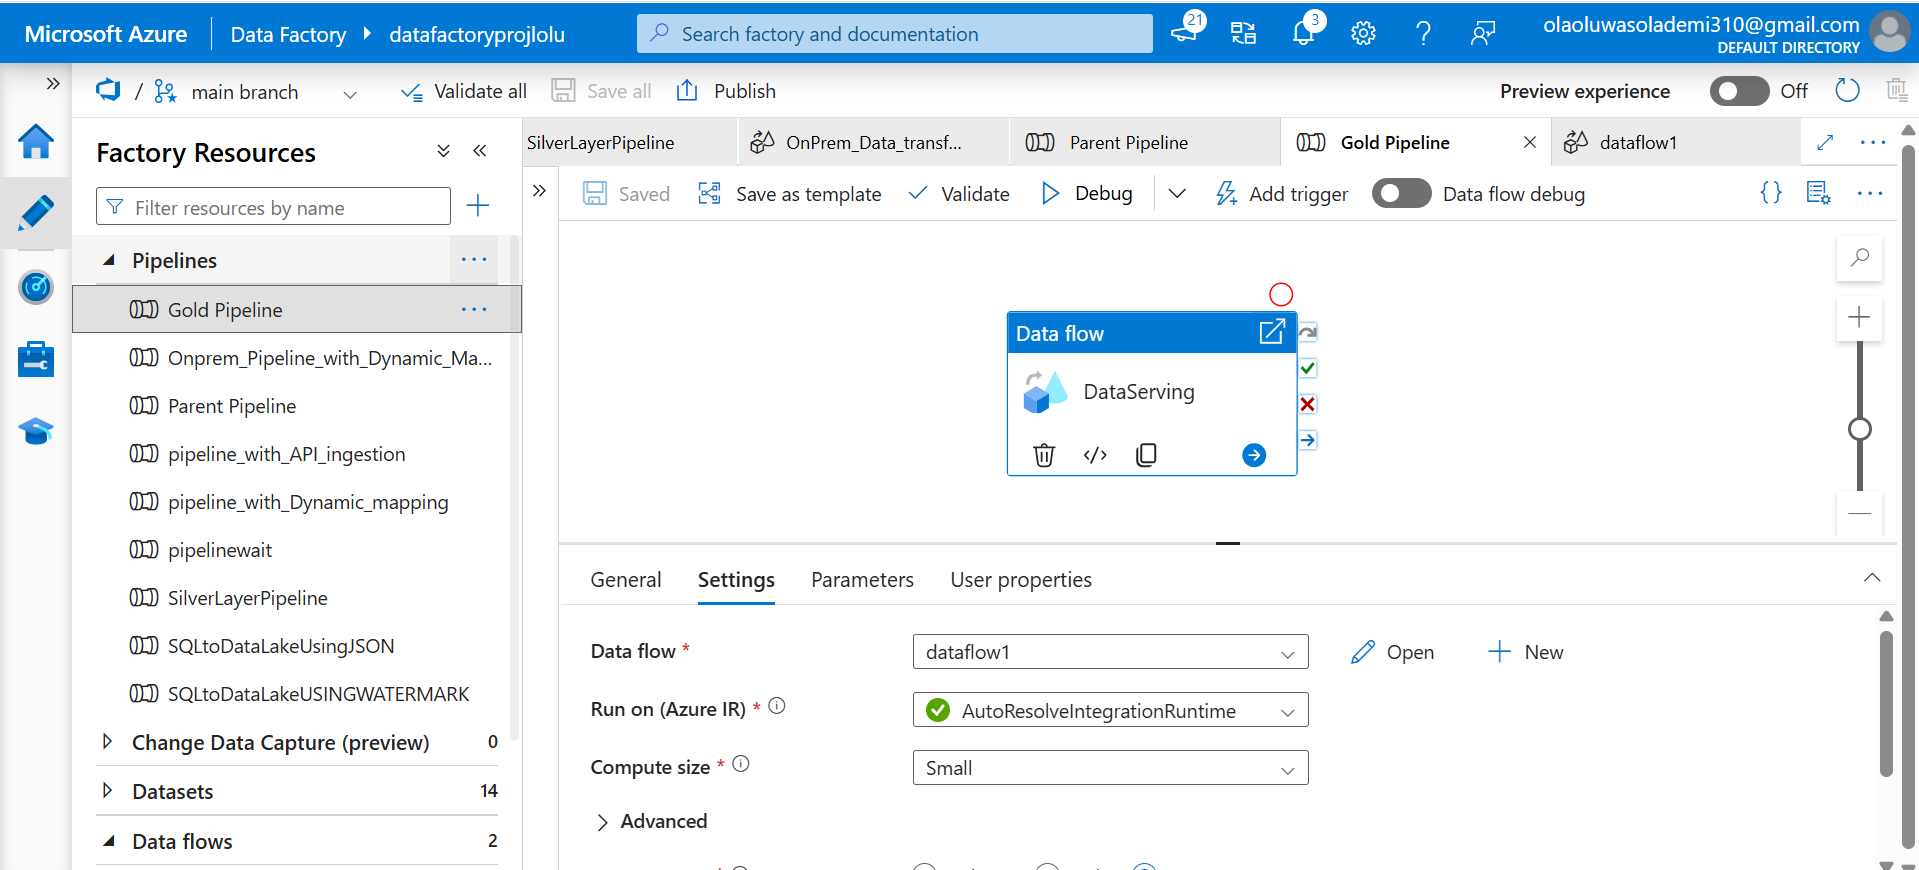 Microsoft Azure
Data Factory
datafactoryprojlolu
Search factory and documentation
21
3
olaoluwasolademi310@gmail.com
DEFAULT DIRECTORY
/
main branch
Validate all
Save all
Publish
Preview experience
Off
Factory Resources
Filter resources by name
Pipelines
Gold Pipeline
Onprem_Pipeline_with_Dynamic_Ma...
Parent Pipeline
pipeline_with_API_ingestion
pipeline_with_Dynamic_mapping
pipelinewait
SilverLayerPipeline
SQLtoDataLakeUsingJSON
SQLtoDataLakeUSINGWATERMARK
Change Data Capture (preview) 0
Datasets 14
Data flows 2
SilverLayerPipeline
OnPrem_Data_transf...
Parent Pipeline
Gold Pipeline
dataflow1
Saved
Save as template
Validate
Debug
Add trigger
Data flow debug
Data flow
DataServing
General
Settings
Parameters
User properties
Data flow *
dataflow1
Open
New
Run on (Azure IR) *
AutoResolveIntegrationRuntime
Compute size *
Small
Advanced